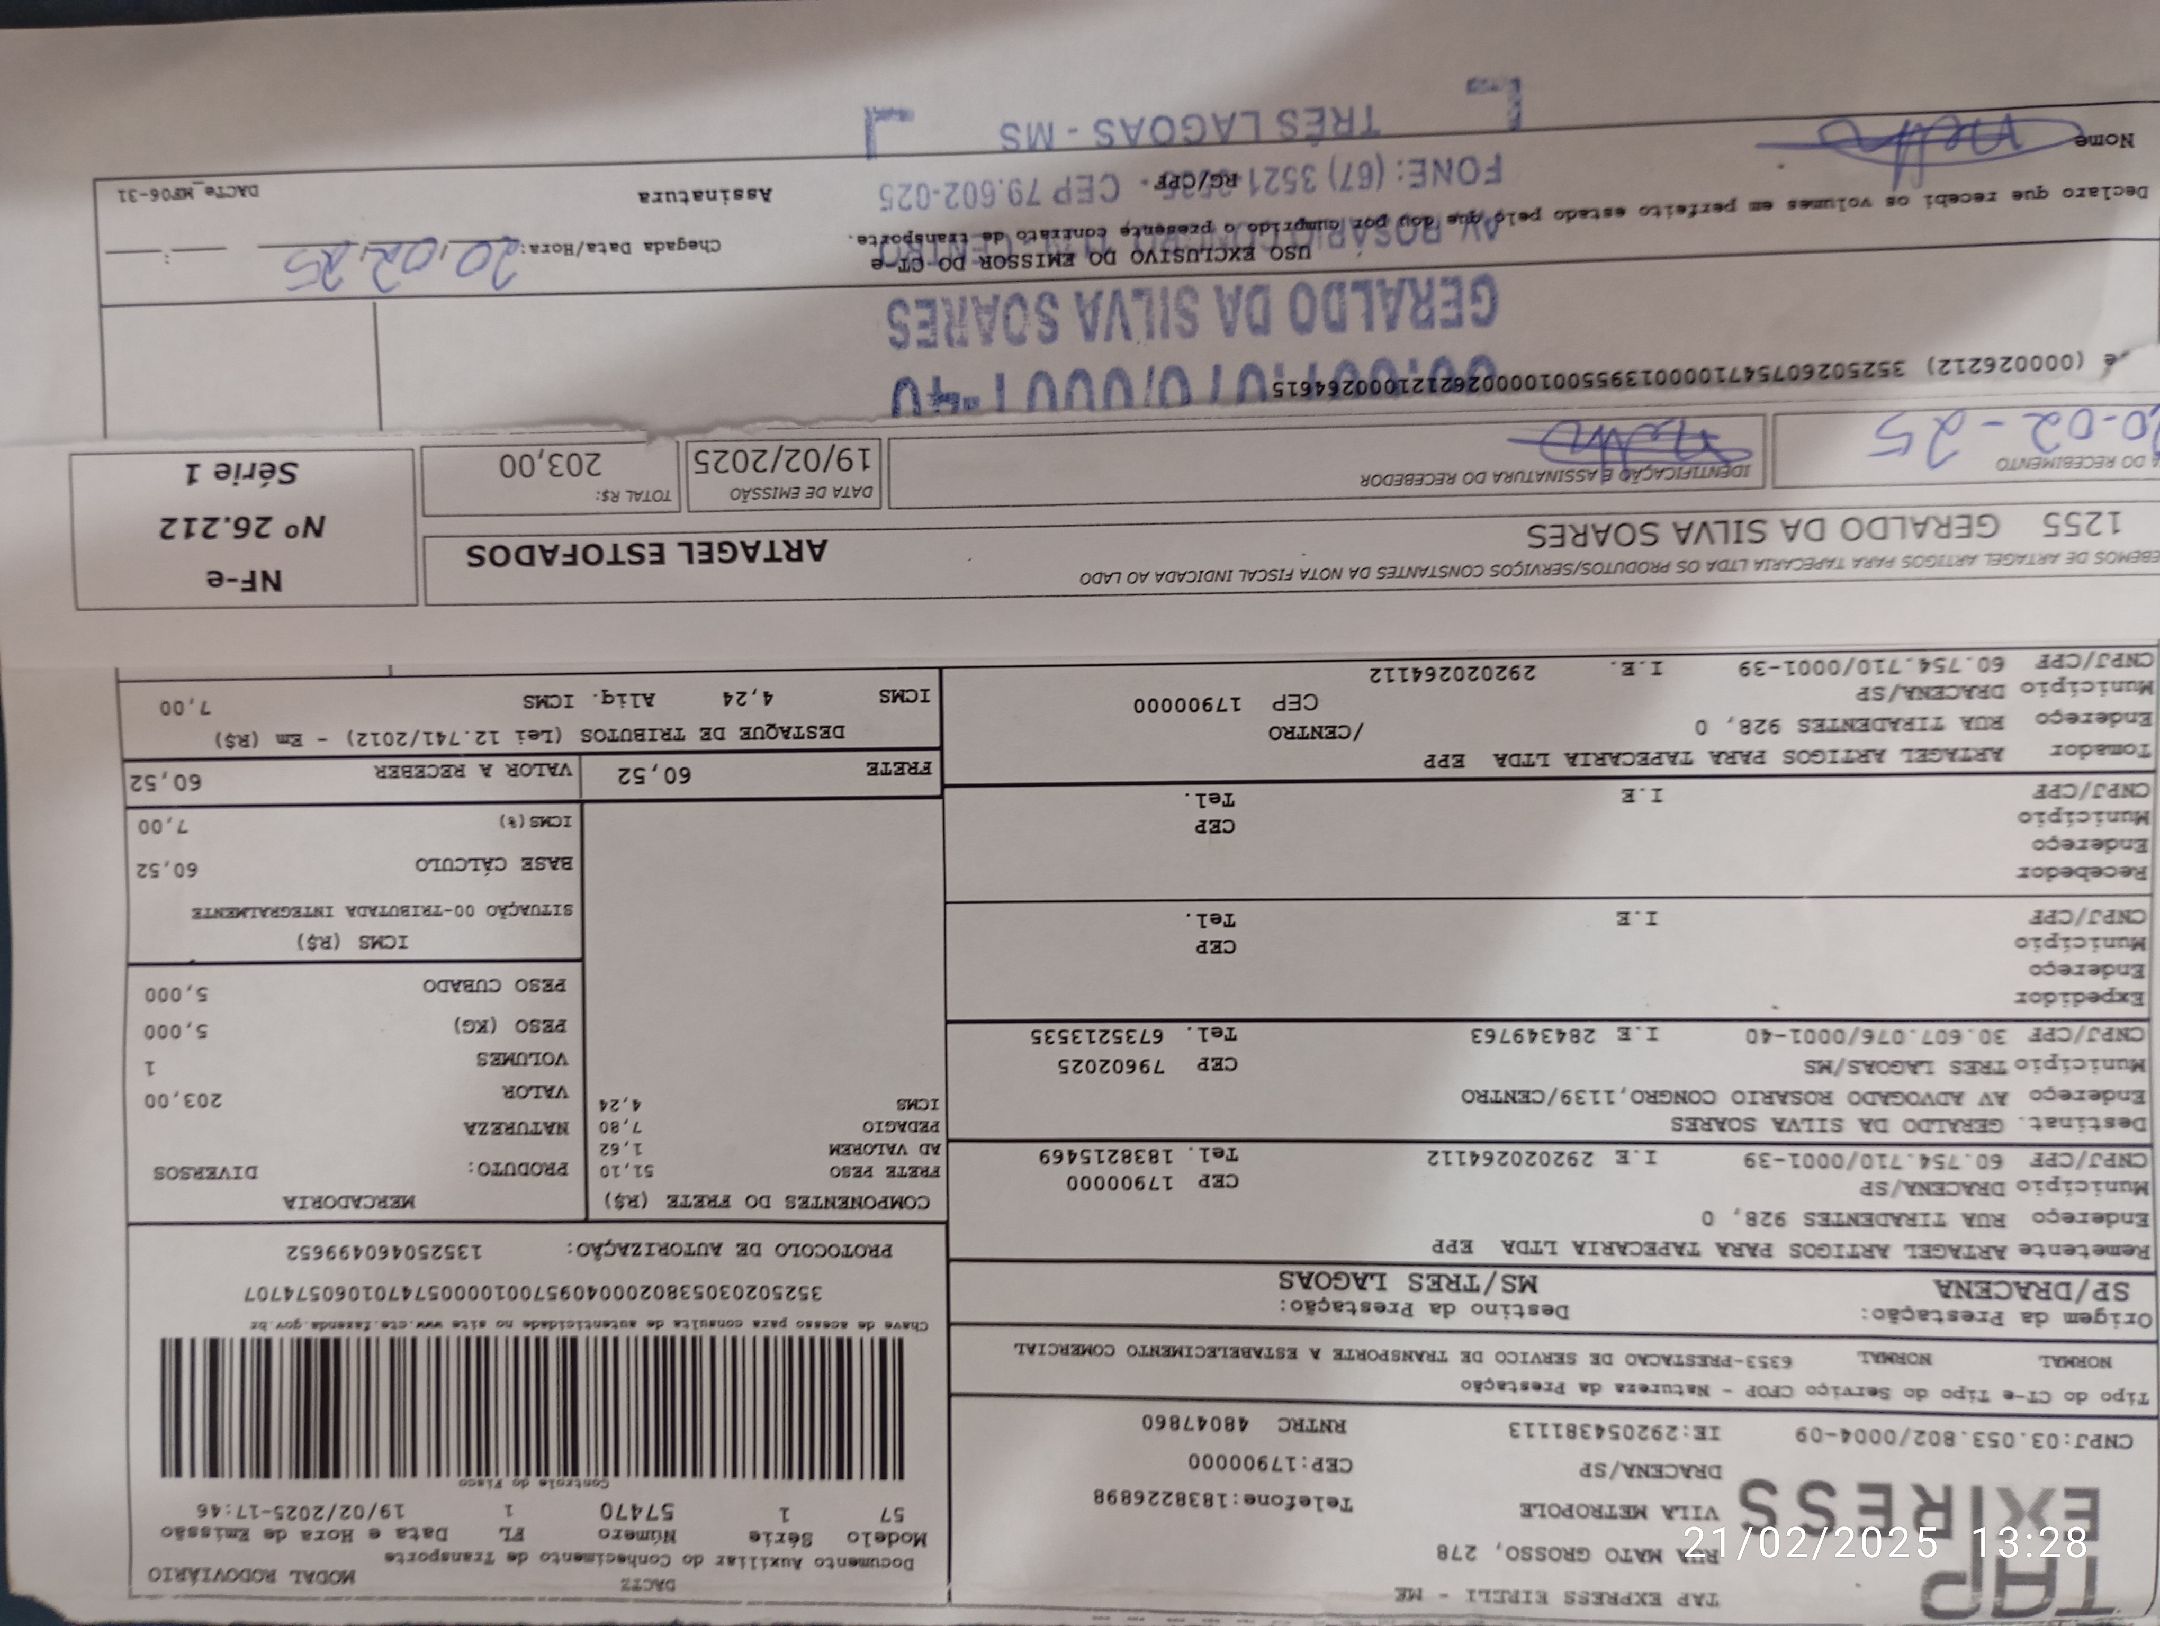 TAP
EXPRESS
TAP EXPRESS EIRELI - ME
RUA MATO GROSSO, 278
VILA METROPOLE Telefone:1838226898
DRACENA/SP CEP:17900000
CNPJ:03.053.802/0004-09 IE:292054381113 RNTRC 48047860
Tipo do CT-e Tipo do Serviço CFOP - Natureza da Prestação
NORMAL NORMAL 6353-PRESTACAO DE SERVICO DE TRANSPORTE A ESTABELECIMENTO COMERCIAL
Origem da Prestação: Destino da Prestação:
SP/DRACENA MS/TRES LAGOAS
Remetente ARTAGEL ARTIGOS PARA TAPECARIA LTDA EPP
Endereço RUA TIRADENTES 928, 0
Município DRACENA/SP CEP 17900000
CNPJ/CPF 60.754.710/0001-39 I.E 292020264112 Tel. 1838215469
Destinat. GERALDO DA SILVA SOARES
Endereço AV ADVOGADO ROSARIO CONGRO,1139/CENTRO
Município TRES LAGOAS/MS CEP 79602025
CNPJ/CPF 30.607.076/0001-40 I.E 284349763 Tel. 6735213535
Expedidor
Endereço
Município CEP
CNPJ/CPF I.E Tel.
Recebedor
Endereço
Município CEP
CNPJ/CPF I.E Tel.
Tomador ARTAGEL ARTIGOS PARA TAPECARIA LTDA EPP
Endereço RUA TIRADENTES 928, 0 /CENTRO
Município DRACENA/SP CEP 17900000
CNPJ/CPF 60.754.710/0001-39 I.E. 292020264112
DACTE MODAL RODOVIÁRIO
Documento Auxiliar do Conhecimento de Transporte
Modelo Série Número FL Data e Hora de Emissão
57 1 57470 1 19/02/2025-17:46
Controle do Fisco
Chave de acesso para consulta de autenticidade no site www.cte.fazenda.gov.br
35250203053802000409570010000574701060574707
PROTOCOLO DE AUTORIZAÇÃO: 135250460499652
COMPONENTES DO FRETE (R$) MERCADORIA
FRETE PESO 51,10
AD VALOREM 1,62
PEDAGIO 7,80
ICMS 4,24
PRODUTO: DIVERSOS
NATUREZA
VALOR 203,00
VOLUMES 1
PESO (KG) 5,000
PESO CUBADO 5,000
ICMS (R$)
SITUAÇÃO 00-TRIBUTADA INTEGRALMENTE
BASE CÁLCULO 60,52
ICMS(%) 7,00
FRETE 60,52 VALOR A RECEBER 60,52
DESTAQUE DE TRIBUTOS (Lei 12.741/2012) - Em (R$)
ICMS 4,24 Aliq. ICMS 7,00
EBEMOS DE ARTAGEL ARTIGOS PARA TAPECARIA LTDA OS PRODUTOS/SERVIÇOS CONSTANTES DA NOTA FISCAL INDICADA AO LADO
1255 GERALDO DA SILVA SOARES
ARTAGEL ESTOFADOS
NF-e
Nº 26.212
Série 1
A DO RECEBIMENTO
0-02-25
IDENTIFICAÇÃO E ASSINATURA DO RECEBEDOR
DATA DE EMISSÃO
19/02/2025
TOTAL R$:
203,00
e (000026212) 35250260754710000139550010000262121000264615
GERALDO DA SILVA SOARES
USO EXCLUSIVO DO EMISSOR DO CT-e
Chegada Data/Hora: 20.02.25 :
Declaro que recebi os volumes em perfeito estado pelo que dou por cumprido o presente contrato de transporte.
FONE: (67) 3521-3535 - CEP 79.602-025
Nome RG/CPF Assinatura
DACTe_MF06-31
TRÊS LAGOAS - MS
21/02/2025 13:28